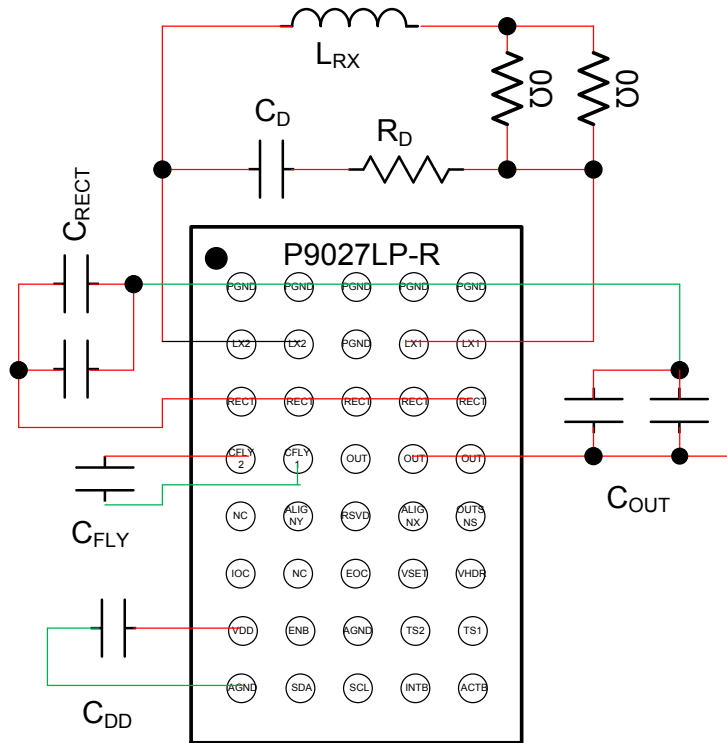 LRX
0Ω
0Ω
CD
RD
CRECT
P9027LP-R
PGND PGND PGND PGND PGND
LX2 LX2 PGND LX1 LX1
RECT RECT RECT RECT RECT
CFLY 2 CFLY 1 OUT OUT OUT
COUT
CFLY
NC ALIG NY RSVD ALIG NX OUTS NS
IOC NC EOC VSET VHDR
VDD ENB AGND TS2 TS1
CDD
AGND SDA SCL INTB ACTB